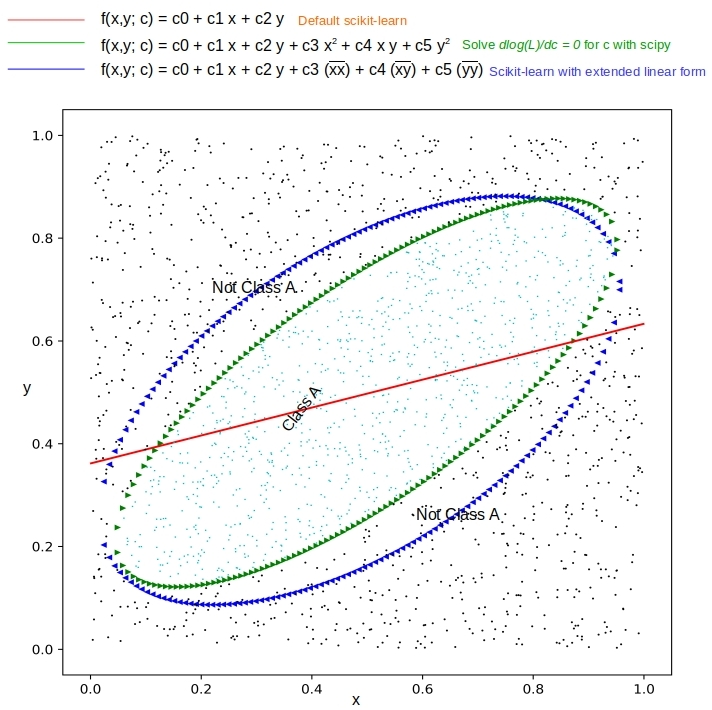 f(x,y; c) = c0 + c1 x + c2 y Default scikit-learn
f(x,y; c) = c0 + c1 x + c2 y + c3 x² + c4 x y + c5 y² Solve dlog(L)/dc = 0 for c with scipy
f(x,y; c) = c0 + c1 x + c2 y + c3 (x̅x̅) + c4 (x̅y̅) + c5 (y̅y̅) Scikit-learn with extended linear form
1.0
0.8
Not Class A
0.6
y
Class A
0.4
Not Class A
0.2
0.0
0.0 0.2 0.4 0.6 0.8 1.0
x